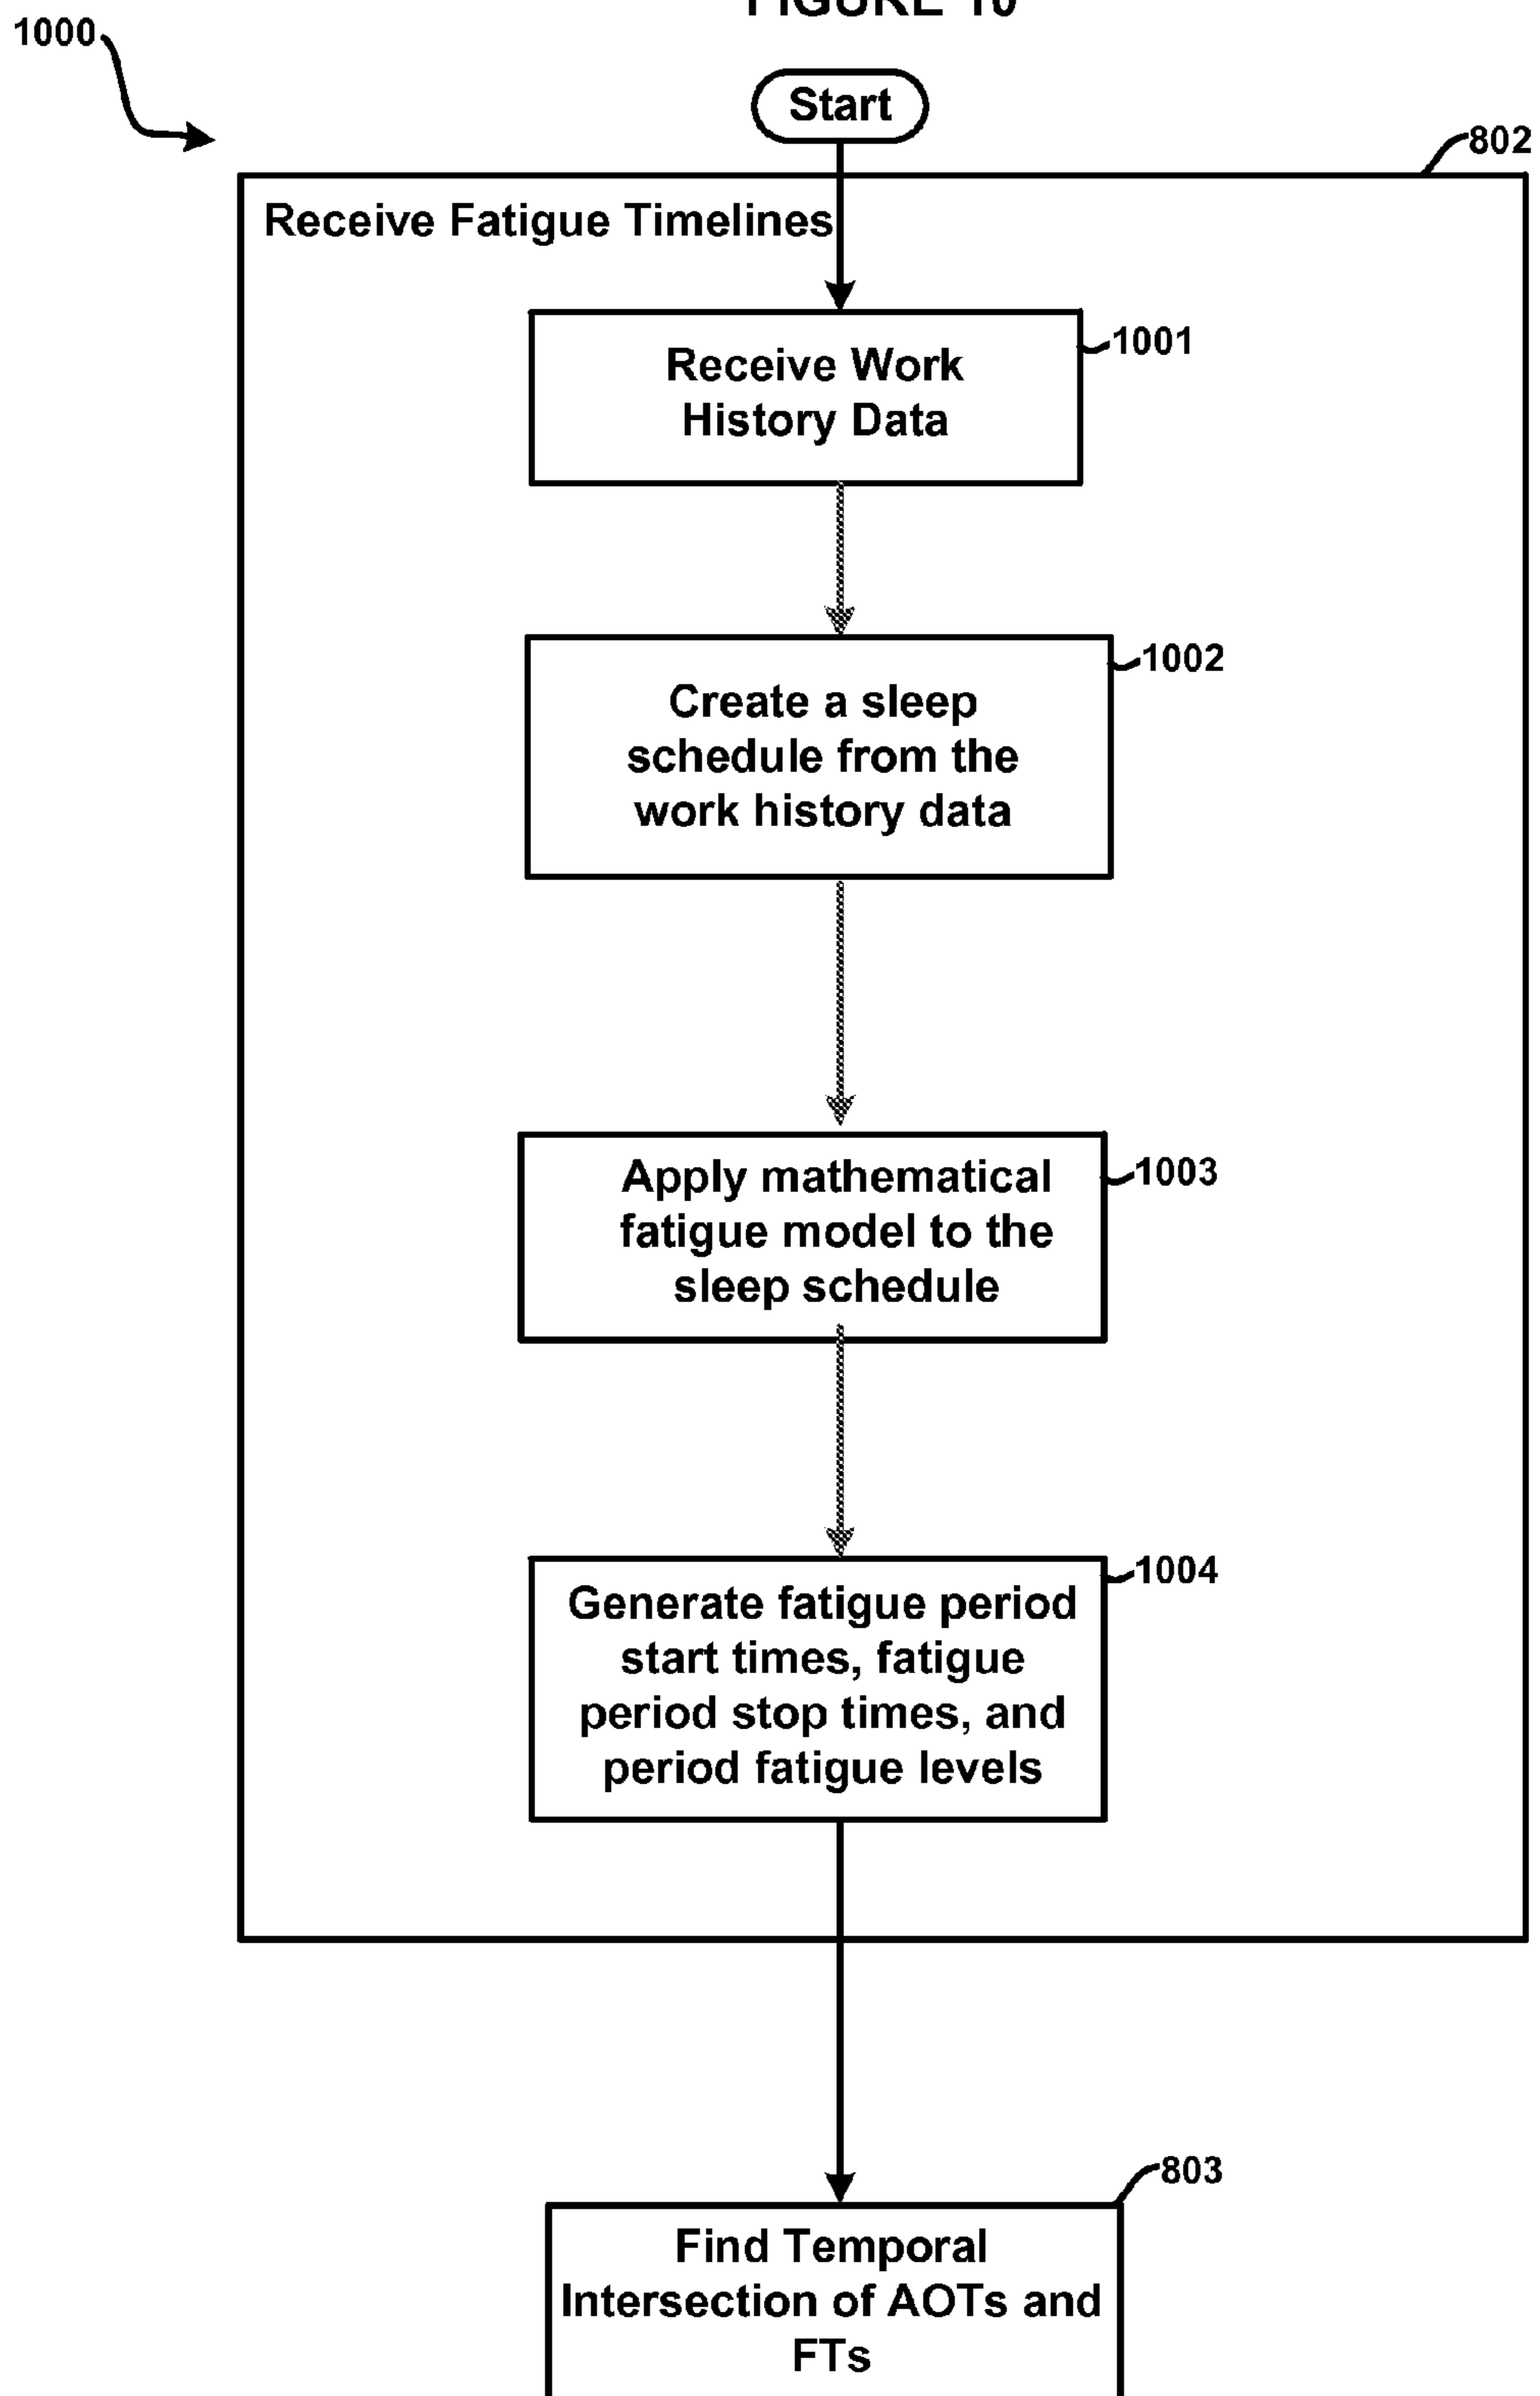 FIGURE 10
1000
Start
802
Receive Fatigue Timelines
1001
Receive Work
History Data
1002
Create a sleep
schedule from the
work history data
1003
Apply mathematical
fatigue model to the
sleep schedule
1004
Generate fatigue period
start times, fatigue
period stop times, and
period fatigue levels
803
Find Temporal
Intersection of AOTs and
FTs